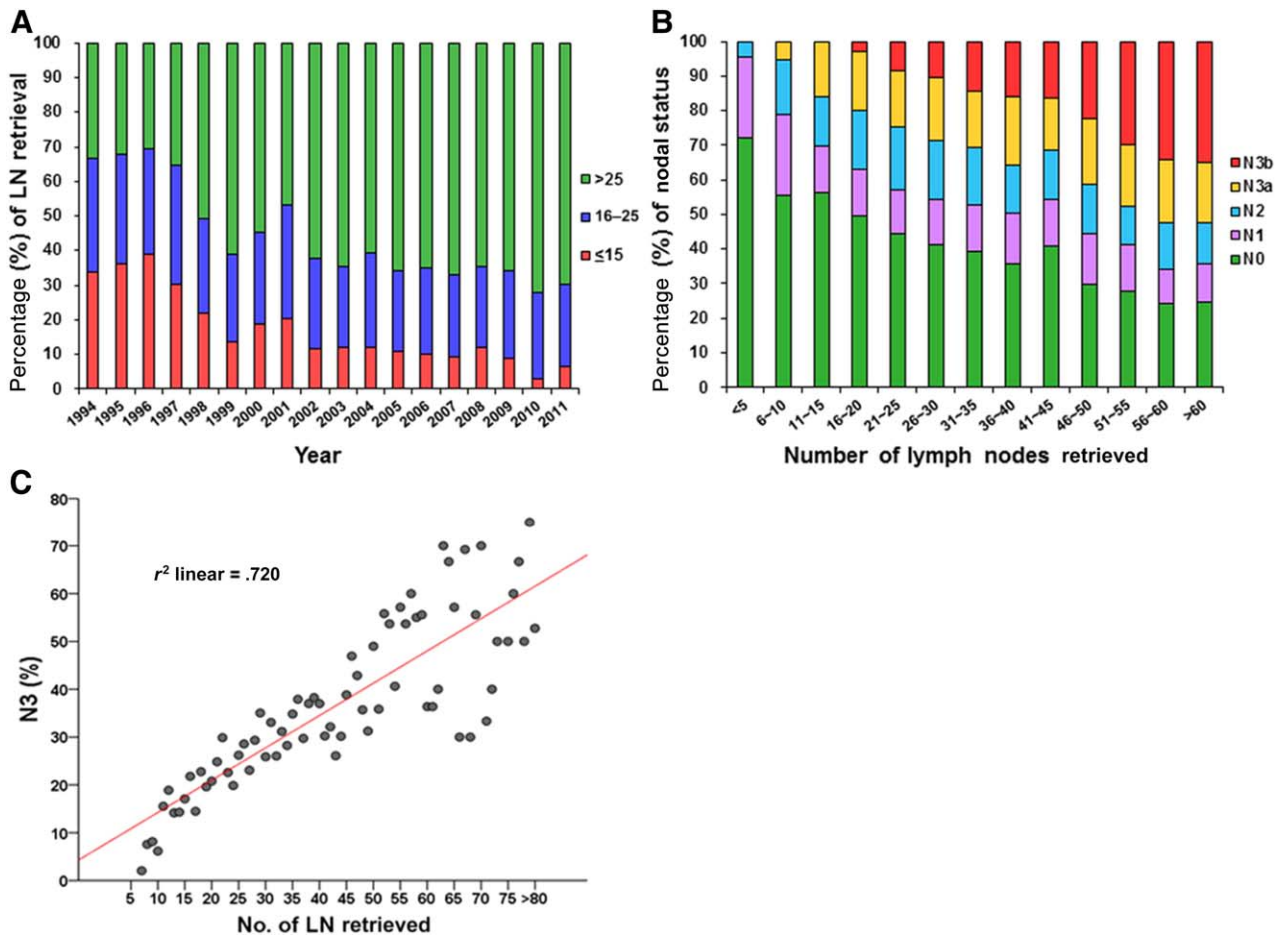 A
Percentage (%) of LN retrieval
100
90
80
70
60
50
40
30
20
10
0
1994 1995 1996 1997 1998 1999 2000 2001 2002 2003 2004 2005 2006 2007 2008 2009 2010 2011
Year
>25
16–25
≤15
B
Percentage (%) of nodal status
100
90
80
70
60
50
40
30
20
10
0
<5 6~10 11~15 16~20 21~25 26~30 31~35 36~40 41~45 46~50 51~55 56~60 >60
Number of lymph nodes retrieved
N3b
N3a
N2
N1
N0
C
N3 (%)
80
70
60
50
40
30
20
10
0
r² linear = .720
5 10 15 20 25 30 35 40 45 50 55 60 65 70 75 >80
No. of LN retrieved